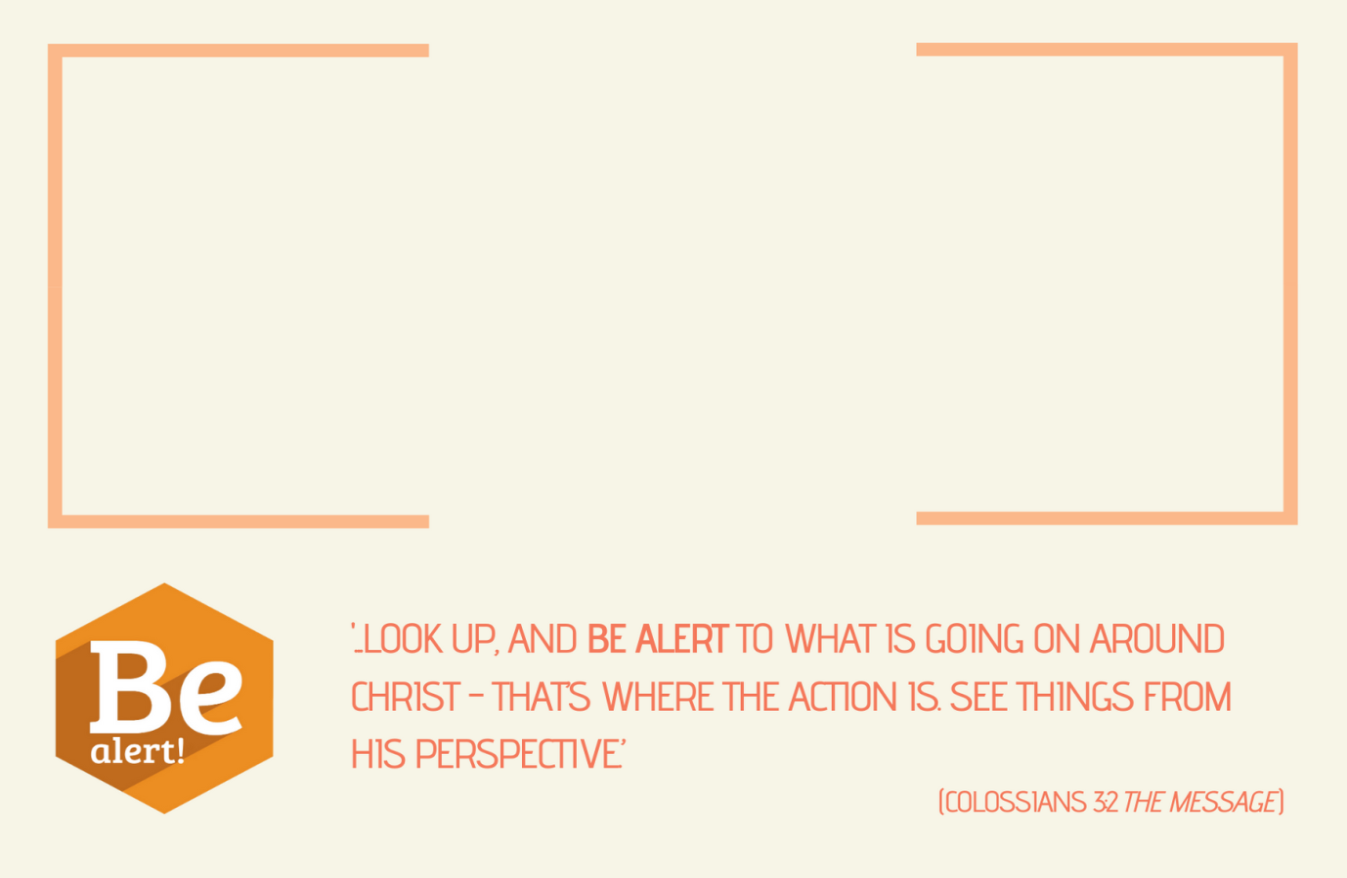 Be
alert!
'...LOOK UP, AND BE ALERT TO WHAT IS GOING ON AROUND
CHRIST – THAT'S WHERE THE ACTION IS. SEE THINGS FROM
HIS PERSPECTIVE.'
(COLOSSIANS 3:2 THE MESSAGE)